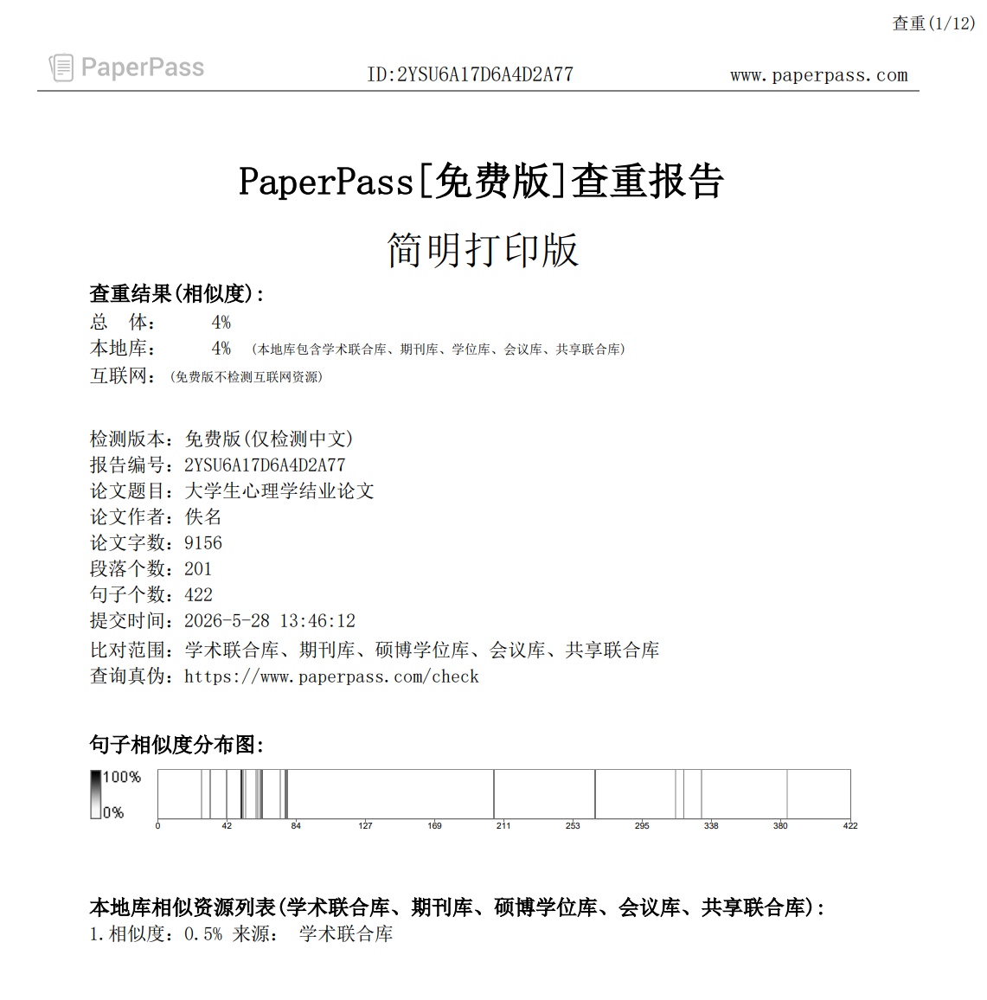 查重(1/12)
PaperPass ID:2YSU6A17D6A4D2A77 www.paperpass.com
PaperPass[免费版]查重报告
简明打印版
查重结果(相似度):
总 体: 4%
本地库: 4% (本地库包含学术联合库、期刊库、学位库、会议库、共享联合库)
互联网: (免费版不检测互联网资源)
检测版本: 免费版(仅检测中文)
报告编号: 2YSU6A17D6A4D2A77
论文题目: 大学生心理学结业论文
论文作者: 佚名
论文字数: 9156
段落个数: 201
句子个数: 422
提交时间: 2026-5-28 13:46:12
比对范围: 学术联合库、期刊库、硕博学位库、会议库、共享联合库
查询真伪: https://www.paperpass.com/check
句子相似度分布图:
100%
0%
0 42 84 127 169 211 253 295 338 380 422
本地库相似资源列表(学术联合库、期刊库、硕博学位库、会议库、共享联合库):
1.相似度: 0.5% 来源: 学术联合库